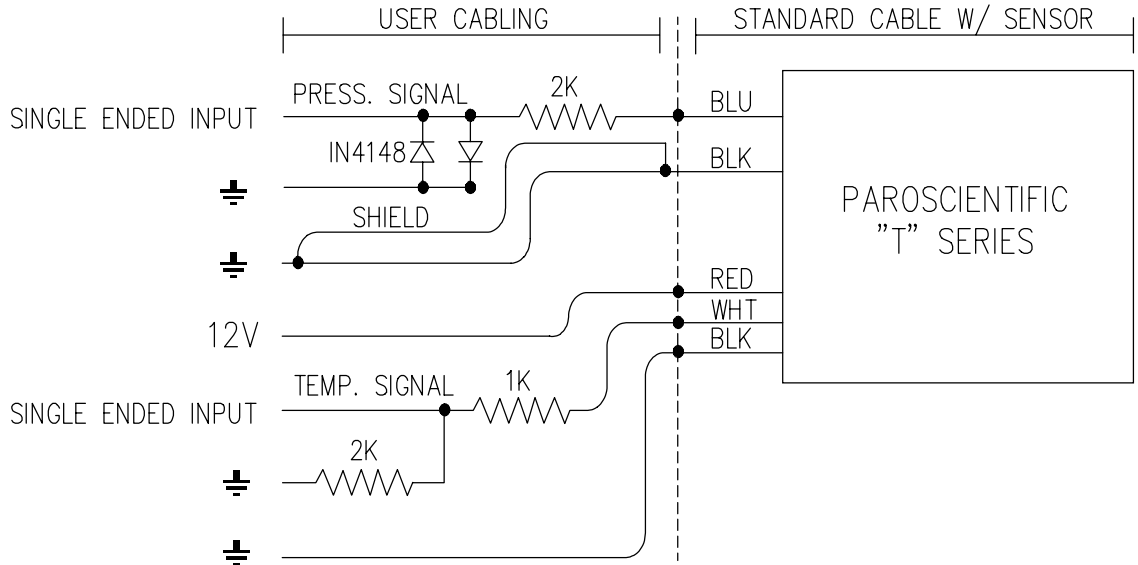 USER CABLING
STANDARD CABLE W/ SENSOR
PRESS. SIGNAL
2K
BLU
SINGLE ENDED INPUT
IN4148
BLK
SHIELD
PAROSCIENTIFIC
"T" SERIES
RED
12V
WHT
BLK
TEMP. SIGNAL
1K
SINGLE ENDED INPUT
2K